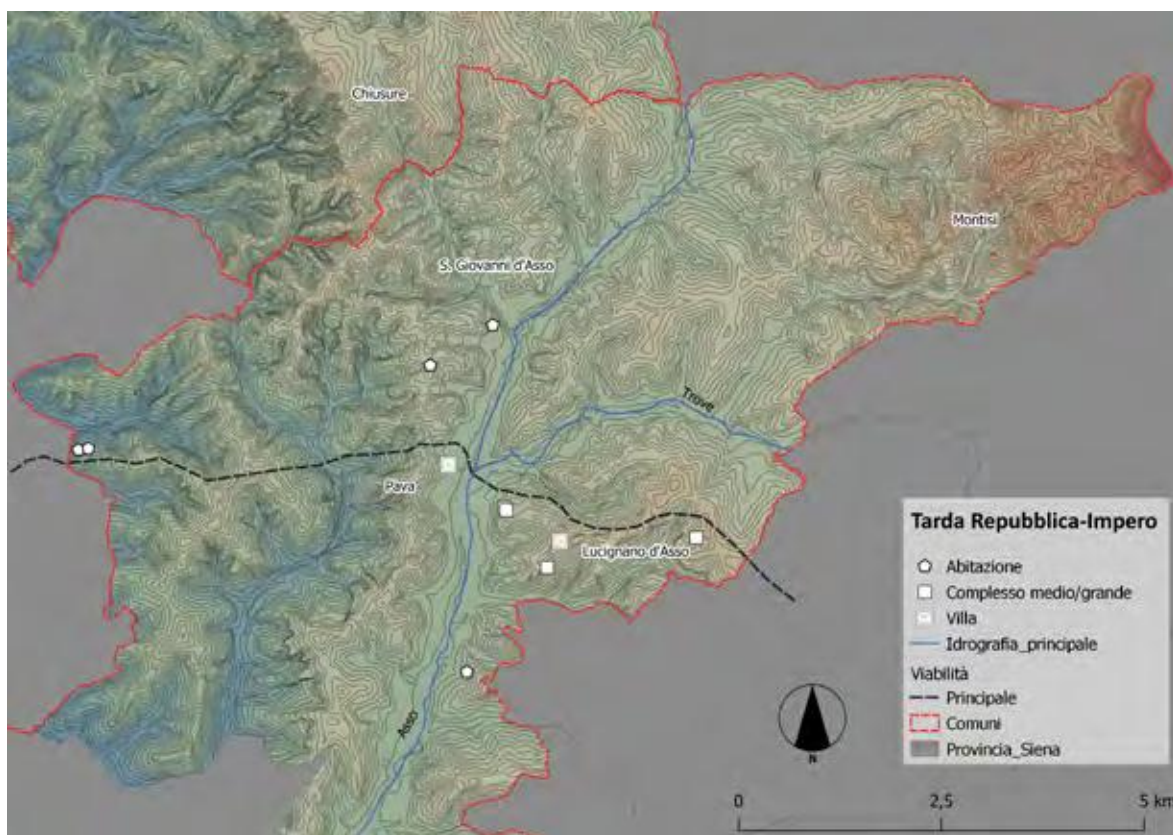 Chiusure
Montisi
S. Giovanni d'Asso
Trove
Pava
Lucignano d'Asso
Asso
Tarda Repubblica-Impero
Abitazione
Complesso medio/grande
Villa
Idrografia_principale
Viabilità
Principale
Comuni
Provincia_Siena
N
0 2,5 5 km